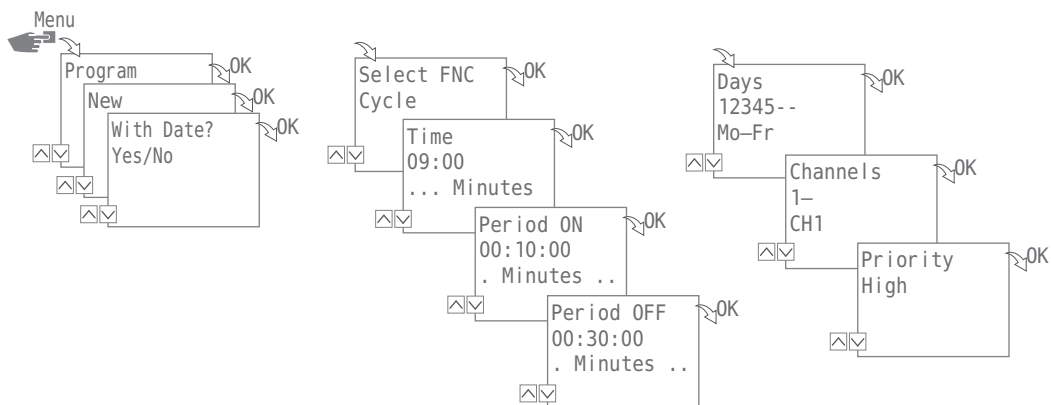 Menu
Program
OK
New
OK
With Date?
Yes/No
OK
Select FNC
Cycle
OK
Time
09:00
... Minutes
OK
Period ON
00:10:00
. Minutes ..
OK
Period OFF
00:30:00
. Minutes ..
OK
Days
12345--
Mo–Fr
OK
Channels
1–
CH1
OK
Priority
High
OK